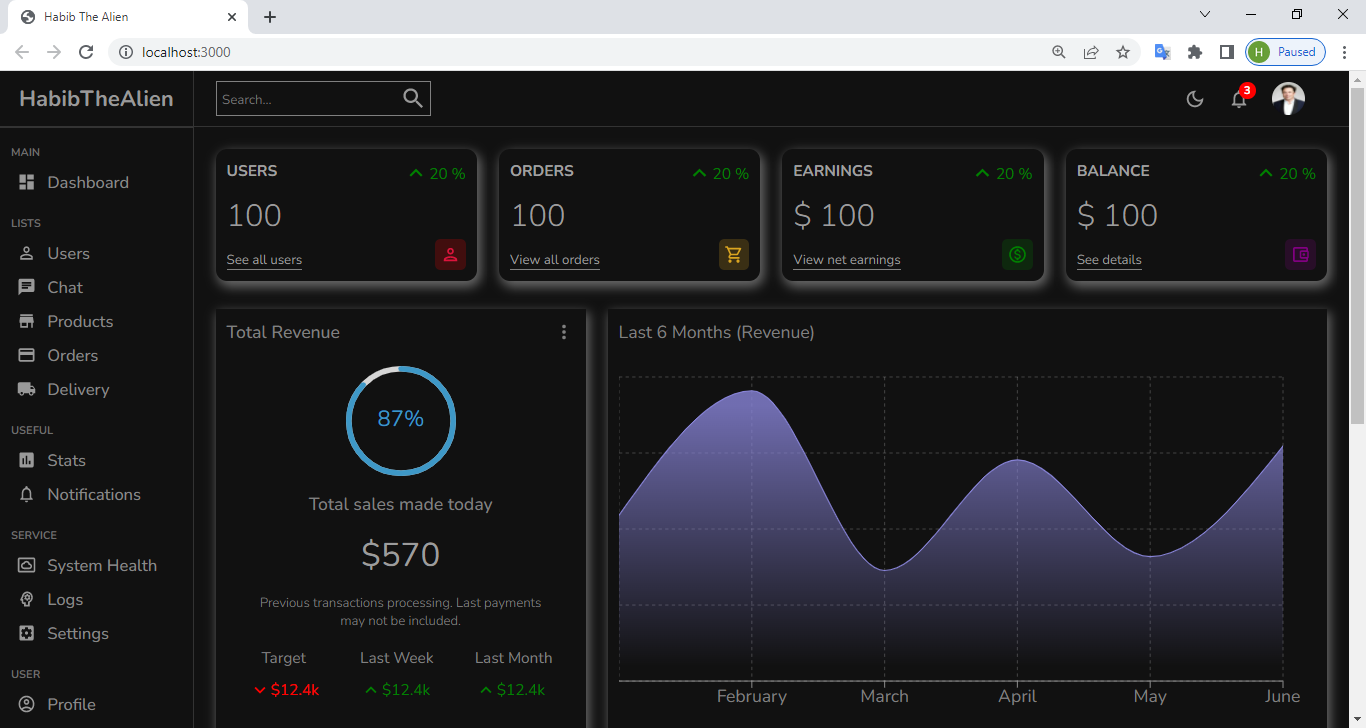 Habib The Alien
localhost:3000
H Paused
HabibTheAlien
Search...
3
MAIN
Dashboard
LISTS
Users
Chat
Products
Orders
Delivery
USEFUL
Stats
Notifications
SERVICE
System Health
Logs
Settings
USER
Profile
USERS 20 %
100
See all users
ORDERS 20 %
100
View all orders
EARNINGS 20 %
$ 100
View net earnings
BALANCE 20 %
$ 100
See details
Total Revenue
87%
Total sales made today
$570
Previous transactions processing. Last payments
may not be included.
Target Last Week Last Month
$12.4k $12.4k $12.4k
Last 6 Months (Revenue)
February March April May June